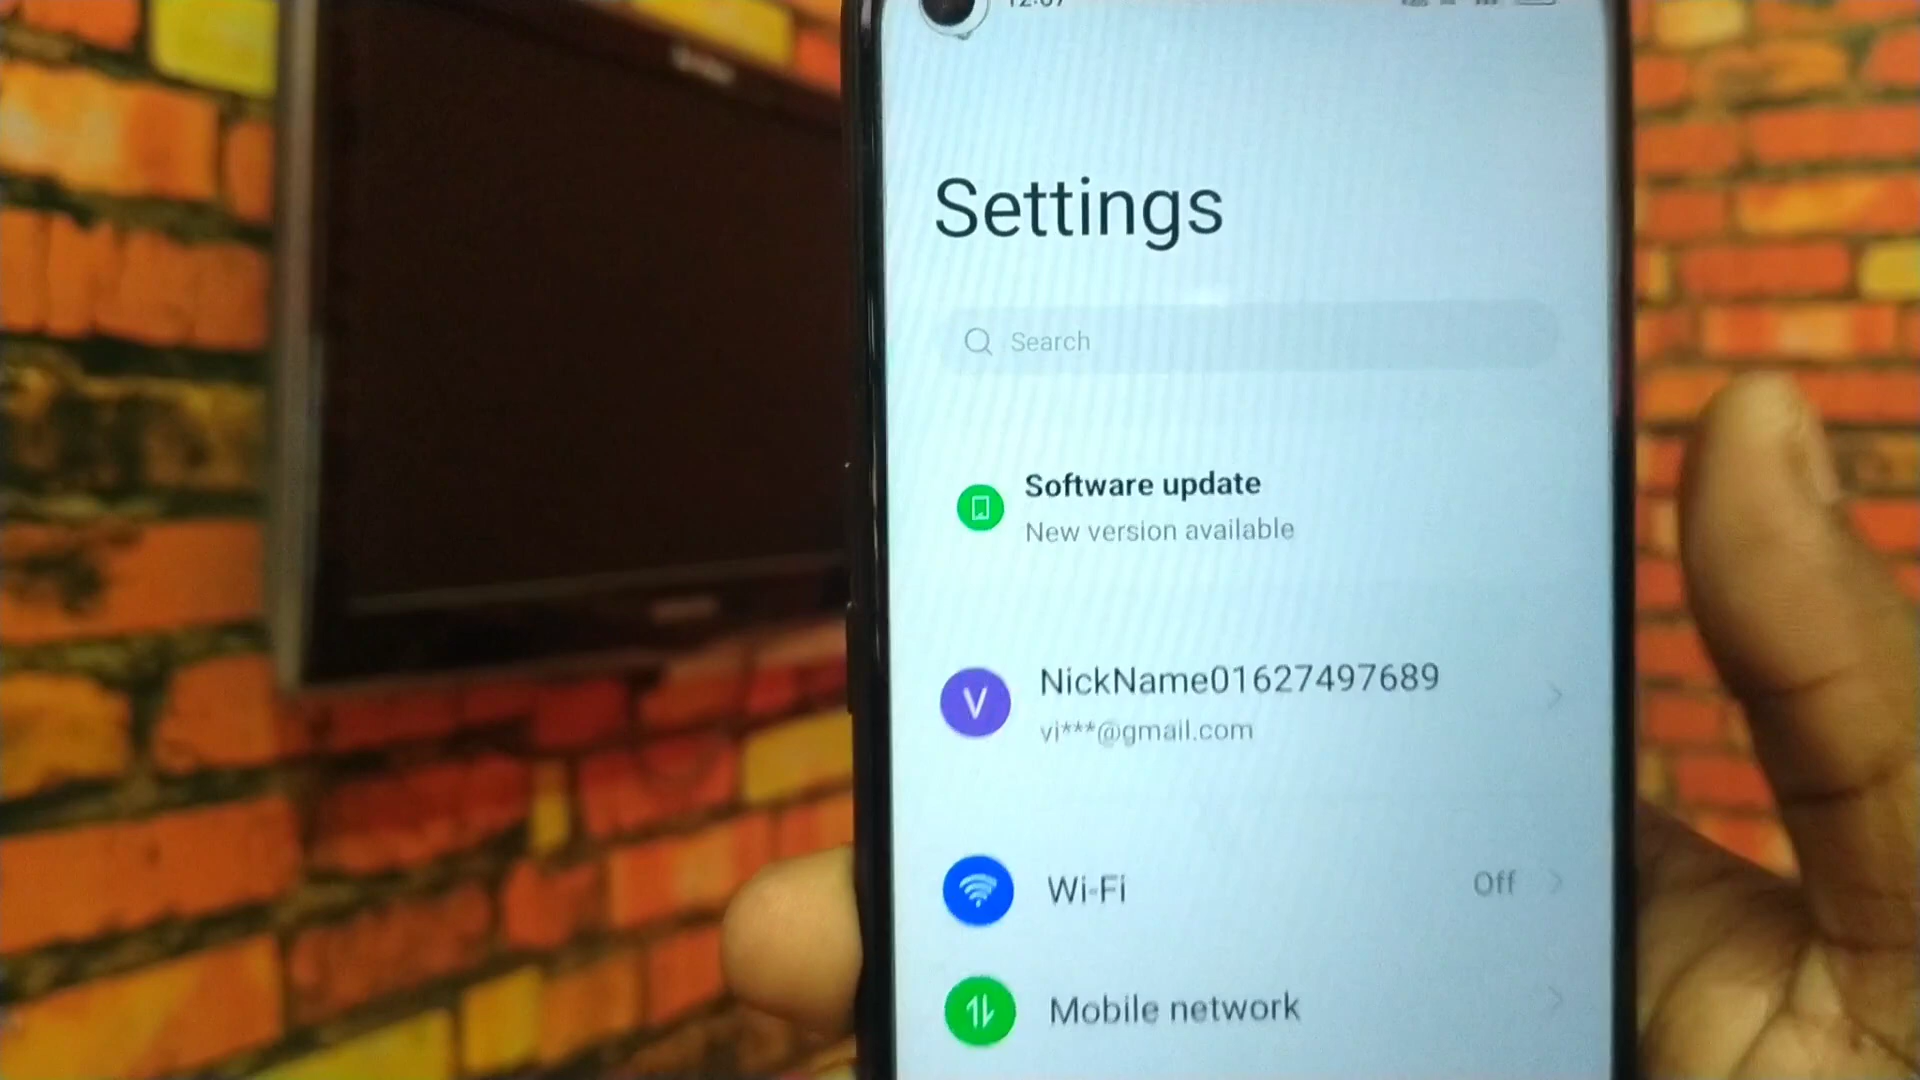 Settings
Search
Software update
New version available
V
NickName01627497689
vi***@gmail.com
Wi-Fi
Off
Mobile network